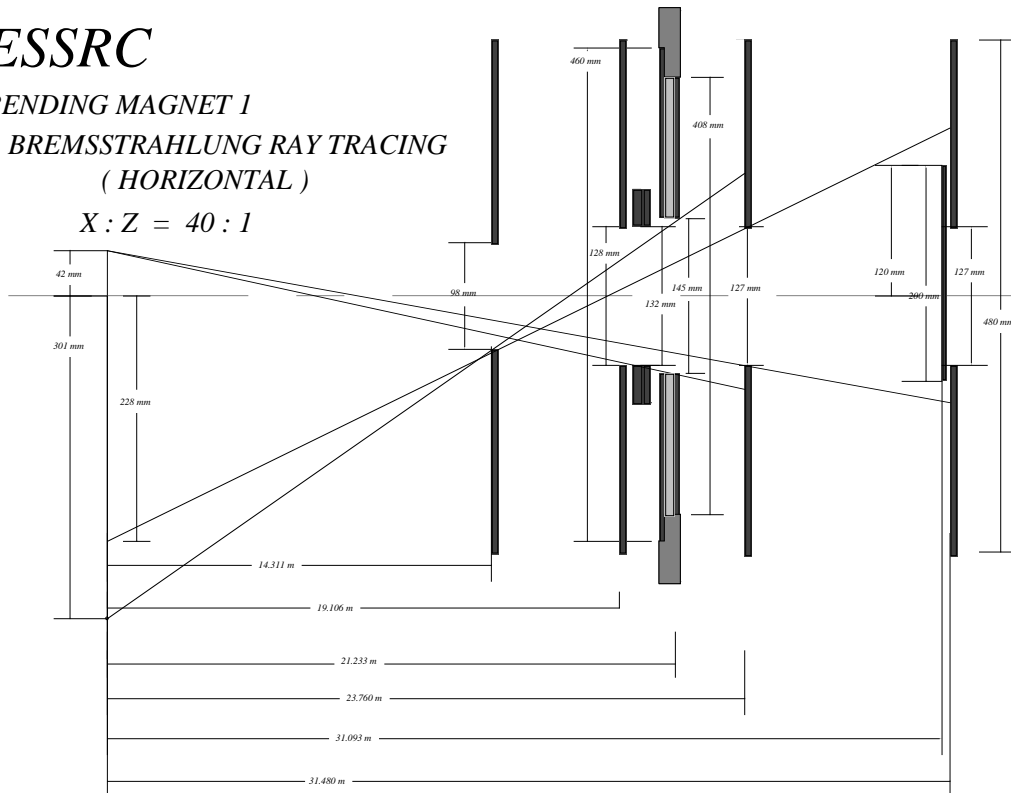 ESSRC
ENDING MAGNET 1
BREMSSTRAHLUNG RAY TRACING
( HORIZONTAL )
X : Z = 40 : 1
460 mm
408 mm
42 mm
128 mm
98 mm
145 mm
132 mm
127 mm
120 mm
200 mm
127 mm
480 mm
301 mm
228 mm
14.311 m
19.106 m
21.233 m
23.760 m
31.093 m
31.480 m